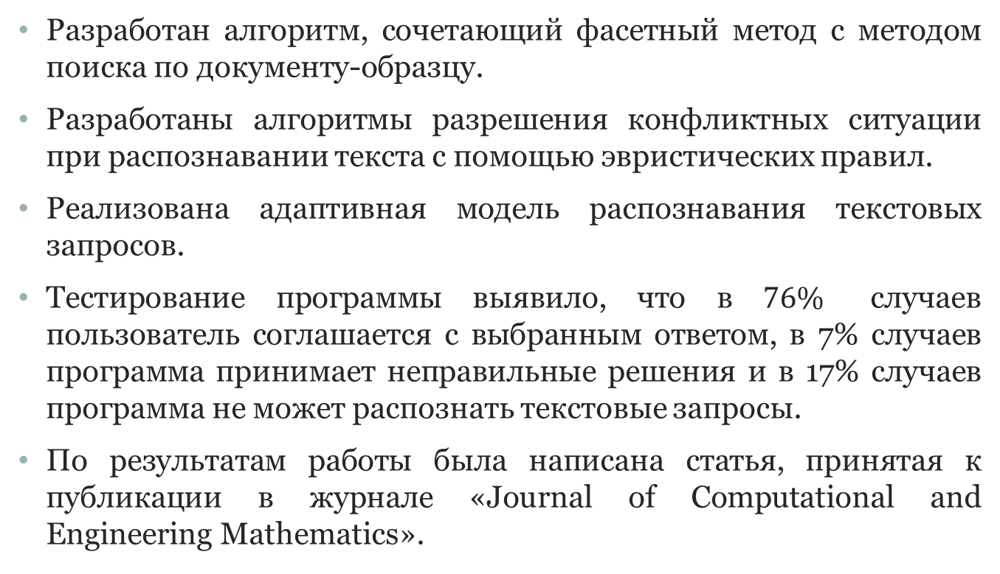 • Разработан алгоритм, сочетающий фасетный метод с методом
поиска по документу-образцу.
• Разработаны алгоритмы разрешения конфликтных ситуации
при распознавании текста с помощью эвристических правил.
• Реализована адаптивная модель распознавания текстовых
запросов.
• Тестирование программы выявило, что в 76% случаев
пользователь соглашается с выбранным ответом, в 7% случаев
программа принимает неправильные решения и в 17% случаев
программа не может распознать текстовые запросы.
• По результатам работы была написана статья, принятая к
публикации в журнале «Journal of Computational and
Engineering Mathematics».